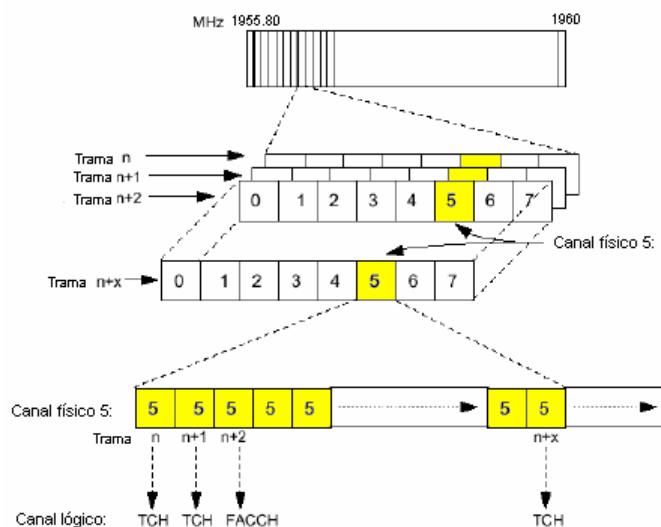 MHz 1955.80 1960
Trama n
Trama n+1
Trama n+2
0 1 2 3 4 5 6 7
Canal físico 5:
Trama n+x 0 1 2 3 4 5 6 7
Canal físico 5: 5 5 5 5 5 5 5
Trama n n+1 n+2 n+x
Canal lógico: TCH TCH FACCH TCH